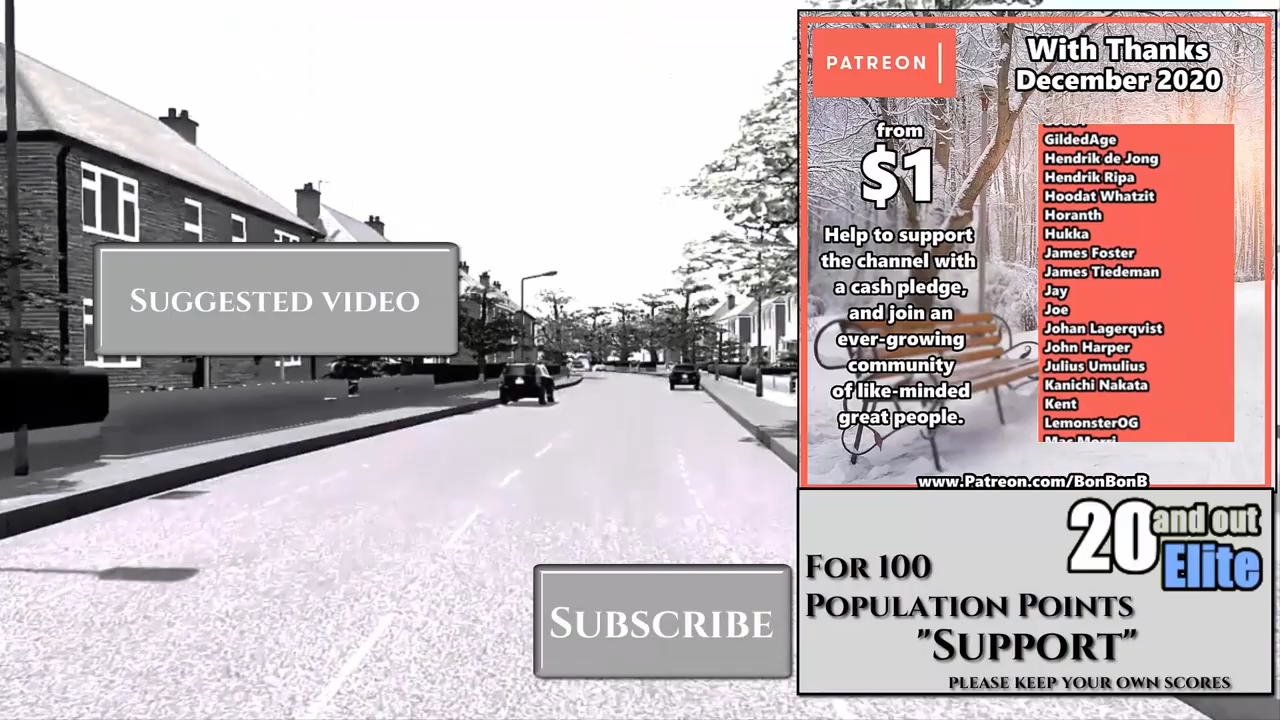 PATREON
With Thanks
December 2020
from
$1
Help to support
the channel with
a cash pledge,
and join an
ever-growing
community
of like-minded
great people.
GildedAge
Hendrik de Jong
Hendrik Ripa
Hoodat Whatzit
Horanth
Hukka
James Foster
James Tiedeman
Jay
Joe
Johan Lagerqvist
John Harper
Julius Umulius
Kanichi Nakata
Kent
LemonsterOG
www.Patreon.com/BonBonB
Suggested video
Subscribe
20 and out
Elite
For 100
Population Points
"Support"
please keep your own scores